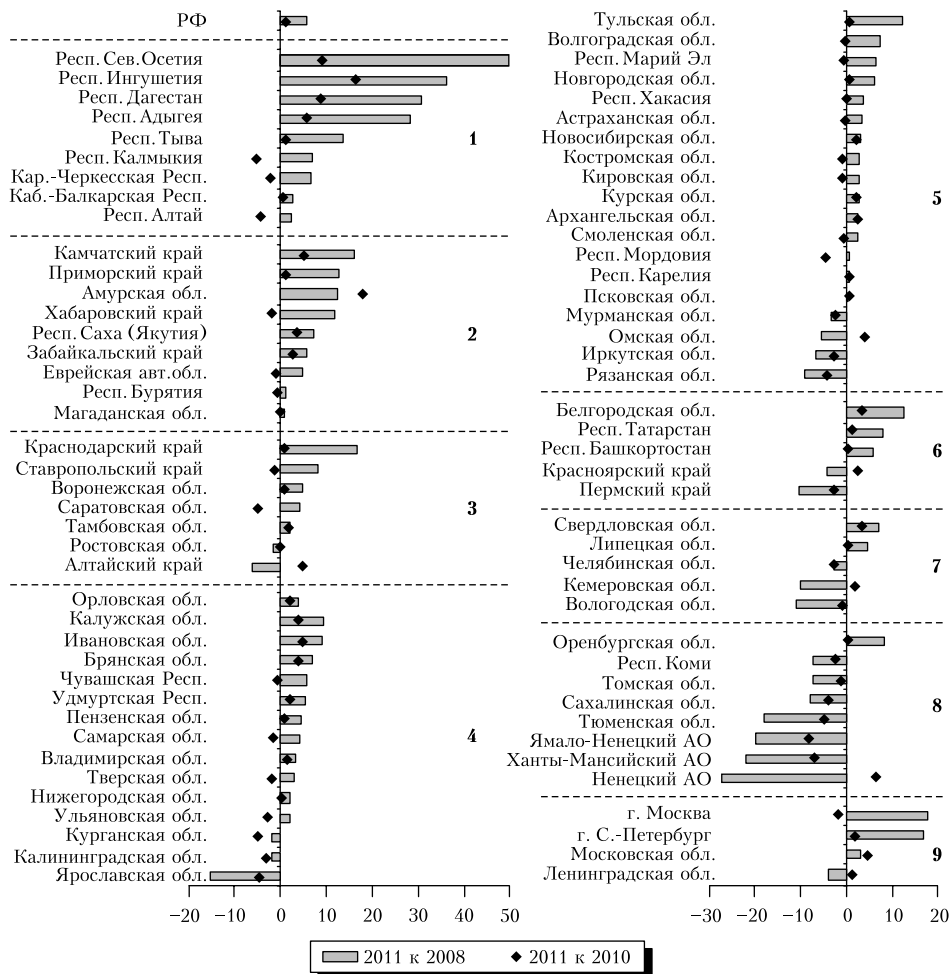 РФ
Респ. Сев.Осетия
Респ. Ингушетия
Респ. Дагестан
Респ. Адыгея
1
Респ. Тыва
Респ. Калмыкия
Кар.-Черкесская Респ.
Каб.-Балкарская Респ.
Респ. Алтай
Камчатский край
Приморский край
Амурская обл.
Хабаровский край
2
Респ. Саха (Якутия)
Забайкальский край
Еврейская авт.обл.
Респ. Бурятия
Магаданская обл.
Краснодарский край
Ставропольский край
Воронежская обл.
Саратовская обл.
3
Тамбовская обл.
Ростовская обл.
Алтайский край
Орловская обл.
Калужская обл.
Ивановская обл.
Брянская обл.
Чувашская Респ.
Удмуртская Респ.
Пензенская обл.
Самарская обл.
4
Владимирская обл.
Тверская обл.
Нижегородская обл.
Ульяновская обл.
Курганская обл.
Калининградская обл.
Ярославская обл.
−20 −10 0 10 20 30 40 50
Тульская обл.
Волгоградская обл.
Респ. Марий Эл
Новгородская обл.
Респ. Хакасия
Астраханская обл.
Новосибирская обл.
Костромская обл.
Кировская обл.
Курская обл.
5
Архангельская обл.
Смоленская обл.
Респ. Мордовия
Респ. Карелия
Псковская обл.
Мурманская обл.
Омская обл.
Иркутская обл.
Рязанская обл.
Белгородская обл.
Респ. Татарстан
Респ. Башкортостан
6
Красноярский край
Пермский край
Свердловская обл.
Липецкая обл.
Челябинская обл.
7
Кемеровская обл.
Вологодская обл.
Оренбургская обл.
Респ. Коми
Томская обл.
Сахалинская обл.
8
Тюменская обл.
Ямало-Ненецкий АО
Ханты-Мансийский АО
Ненецкий АО
г. Москва
г. С.-Петербург
Московская обл.
9
Ленинградская обл.
−30 −20 −10 0 10 20
2011 к 2008 2011 к 2010